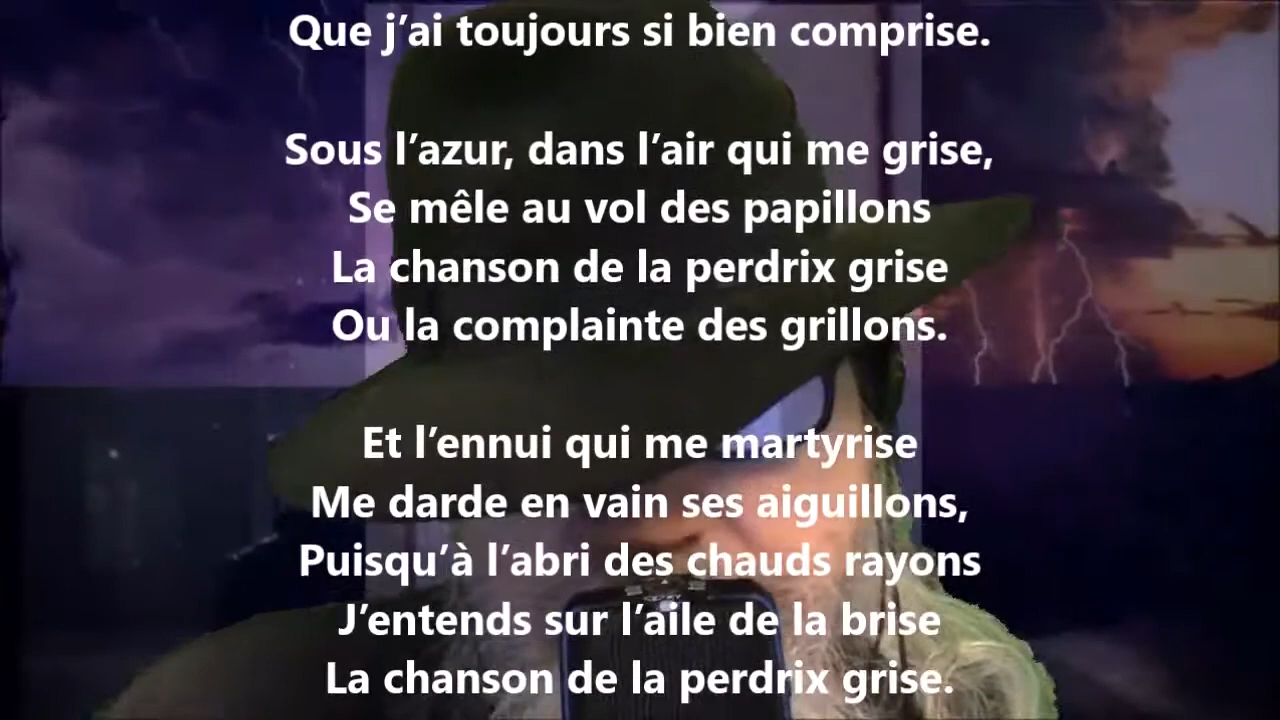 Que j’ai toujours si bien comprise.
Sous l’azur, dans l’air qui me grise,
Se mêle au vol des papillons
La chanson de la perdrix grise
Ou la complainte des grillons.
Et l’ennui qui me martyrise
Me darde en vain ses aiguillons,
Puisqu’à l’abri des chauds rayons
J’entends sur l’aile de la brise
La chanson de la perdrix grise.